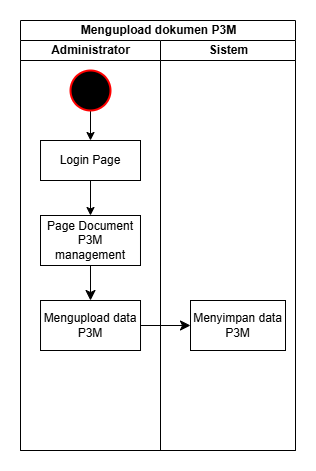 Mengupload dokumen P3M
Administrator
Sistem
Login Page
Page Document
P3M
management
Mengupload data
P3M
Menyimpan data
P3M